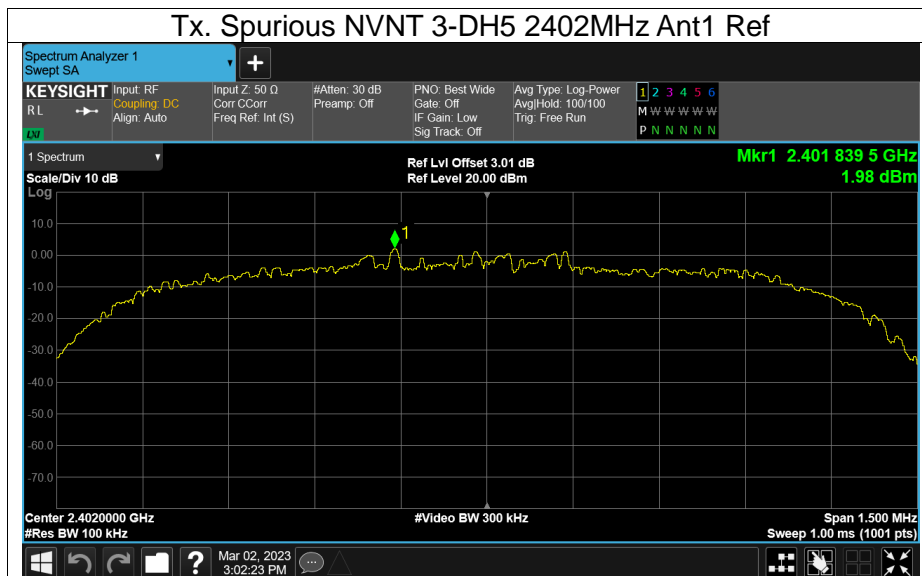 Tx. Spurious NVNT 3-DH5 2402MHz Ant1 Ref
Spectrum Analyzer 1
Swept SA
KEYSIGHT
RL
LXI
Input: RF
Coupling: DC
Align: Auto
Input Z: 50 Ω
Corr CCorr
Freq Ref: Int (S)
#Atten: 30 dB
Preamp: Off
PNO: Best Wide
Gate: Off
IF Gain: Low
Sig Track: Off
Avg Type: Log-Power
Avg|Hold: 100/100
Trig: Free Run
1 2 3 4 5 6
M W W W W W
P N N N N N
1 Spectrum
Scale/Div 10 dB
Ref Lvl Offset 3.01 dB
Ref Level 20.00 dBm
Mkr1 2.401 839 5 GHz
1.98 dBm
Log
10.0
0.00
-10.0
-20.0
-30.0
-40.0
-50.0
-60.0
-70.0
1
Center 2.4020000 GHz
#Res BW 100 kHz
#Video BW 300 kHz
Span 1.500 MHz
Sweep 1.00 ms (1001 pts)
?
Mar 02, 2023
3:02:23 PM